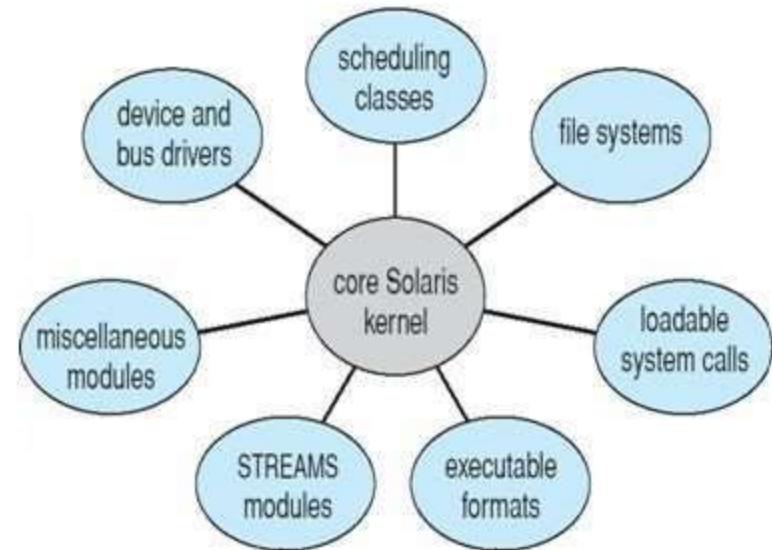 scheduling
classes
device and
bus drivers
file systems
core Solaris
kernel
miscellaneous
modules
loadable
system calls
STREAMS
modules
executable
formats